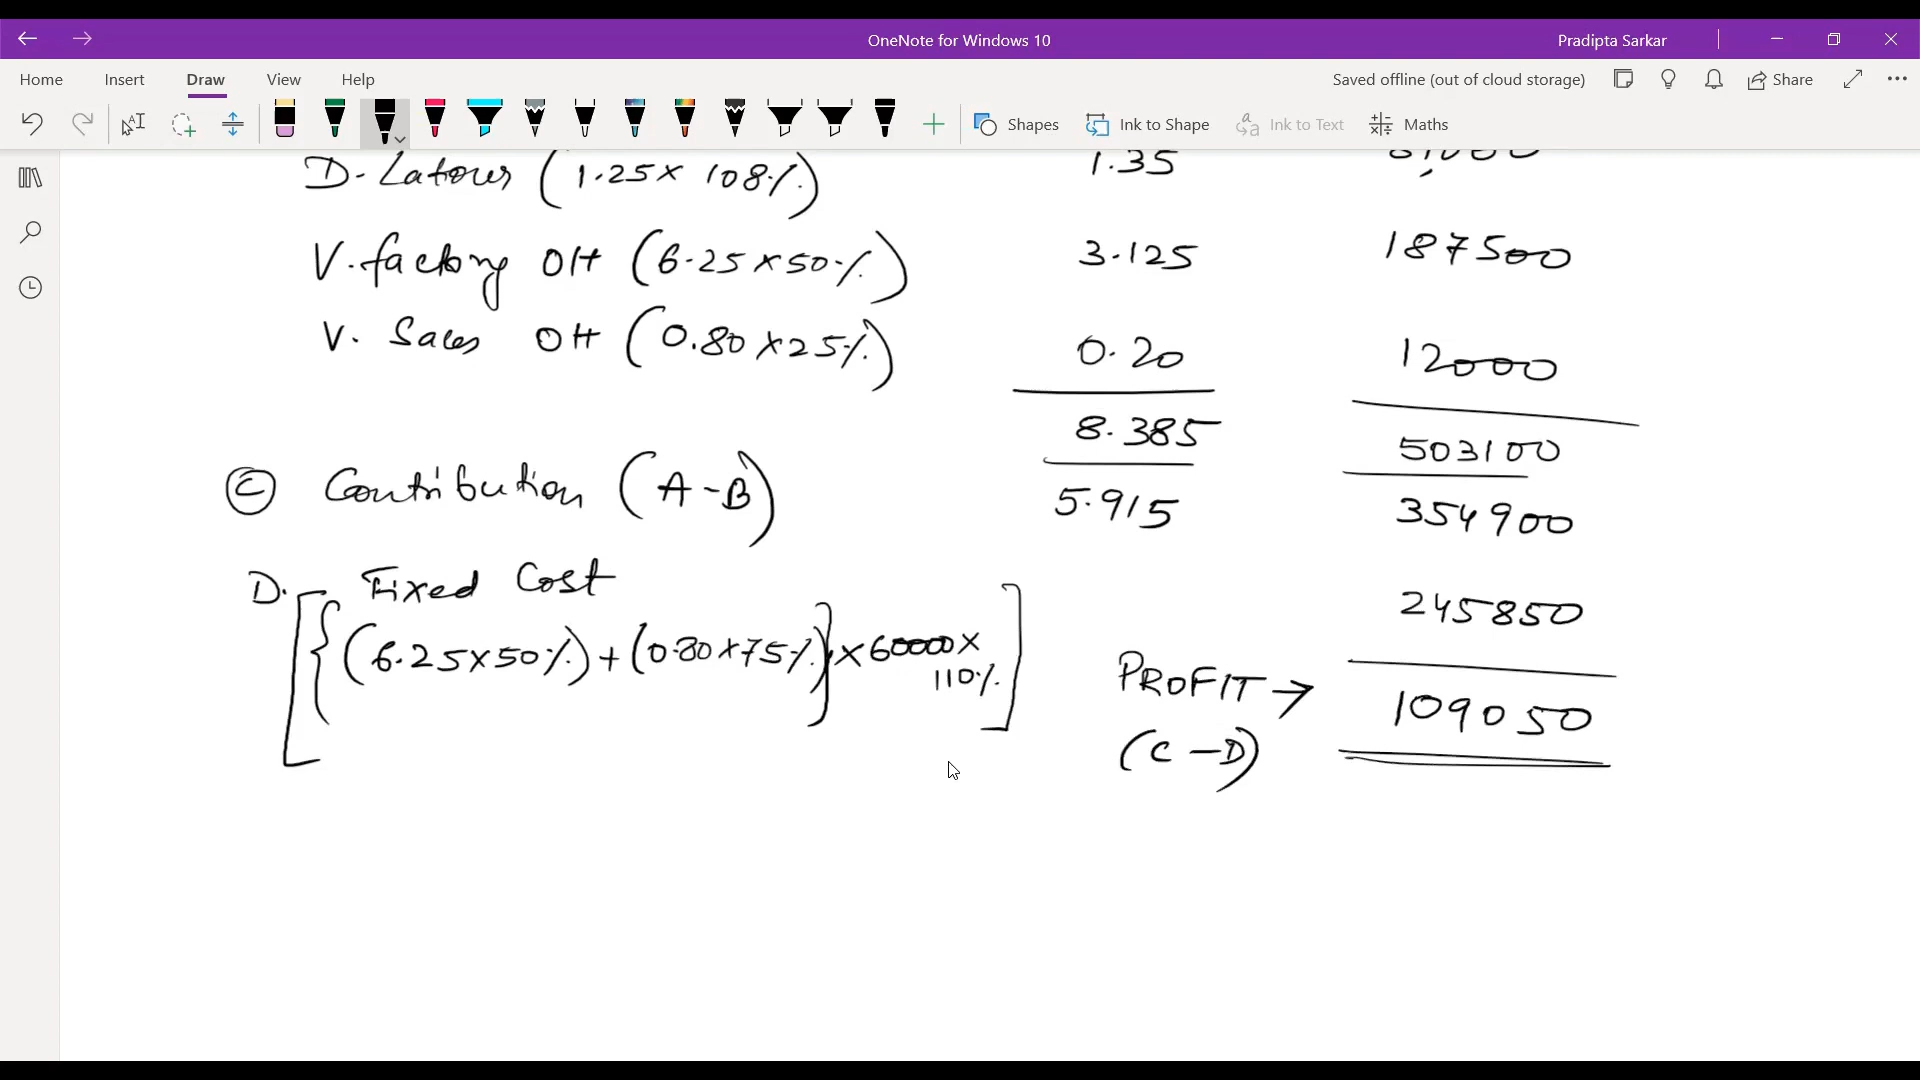 OneNote for Windows 10
Pradipta Sarkar
Home Insert Draw View Help
Saved offline (out of cloud storage)
Share
Shapes
Ink to Shape
Ink to Text
Maths
D. Labour (1.25 x 108%) 1.35
V. factory OH (6.25 x 50%) 3.125 187500
V. Sales OH (0.80 x 25%) 0.20 12000
8.385 503100
C Contribution (A-B) 5.915 354900
D. Fixed Cost 245850
[{(6.25 x 50%) + (0.80 x 75%)} x 60000 x 110%]
PROFIT → 109050
(C - D)